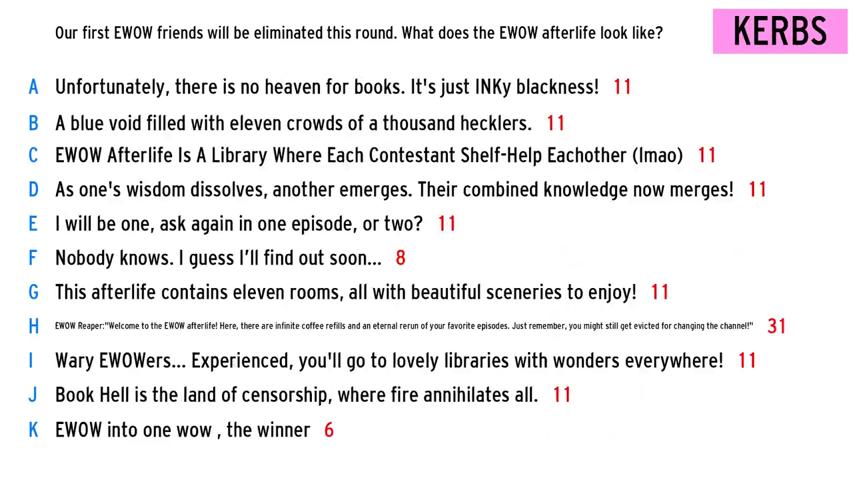 Our first EWOW friends will be eliminated this round. What does the EWOW afterlife look like?
KERBS
A Unfortunately, there is no heaven for books. It's just INKy blackness! 11
B A blue void filled with eleven crowds of a thousand hecklers. 11
C EWOW Afterlife Is A Library Where Each Contestant Shelf-Help Eachother (lmao) 11
D As one's wisdom dissolves, another emerges. Their combined knowledge now merges! 11
E I will be one, ask again in one episode, or two? 11
F Nobody knows. I guess I'll find out soon... 8
G This afterlife contains eleven rooms, all with beautiful sceneries to enjoy! 11
H EWOW Reaper:"Welcome to the EWOW afterlife! Here, there are infinite coffee refills and an eternal rerun of your favorite episodes. Just remember, you might still get evicted for changing the channel!" 31
I Wary EWOWers... Experienced, you'll go to lovely libraries with wonders everywhere! 11
J Book Hell is the land of censorship, where fire annihilates all. 11
K EWOW into one wow , the winner 6